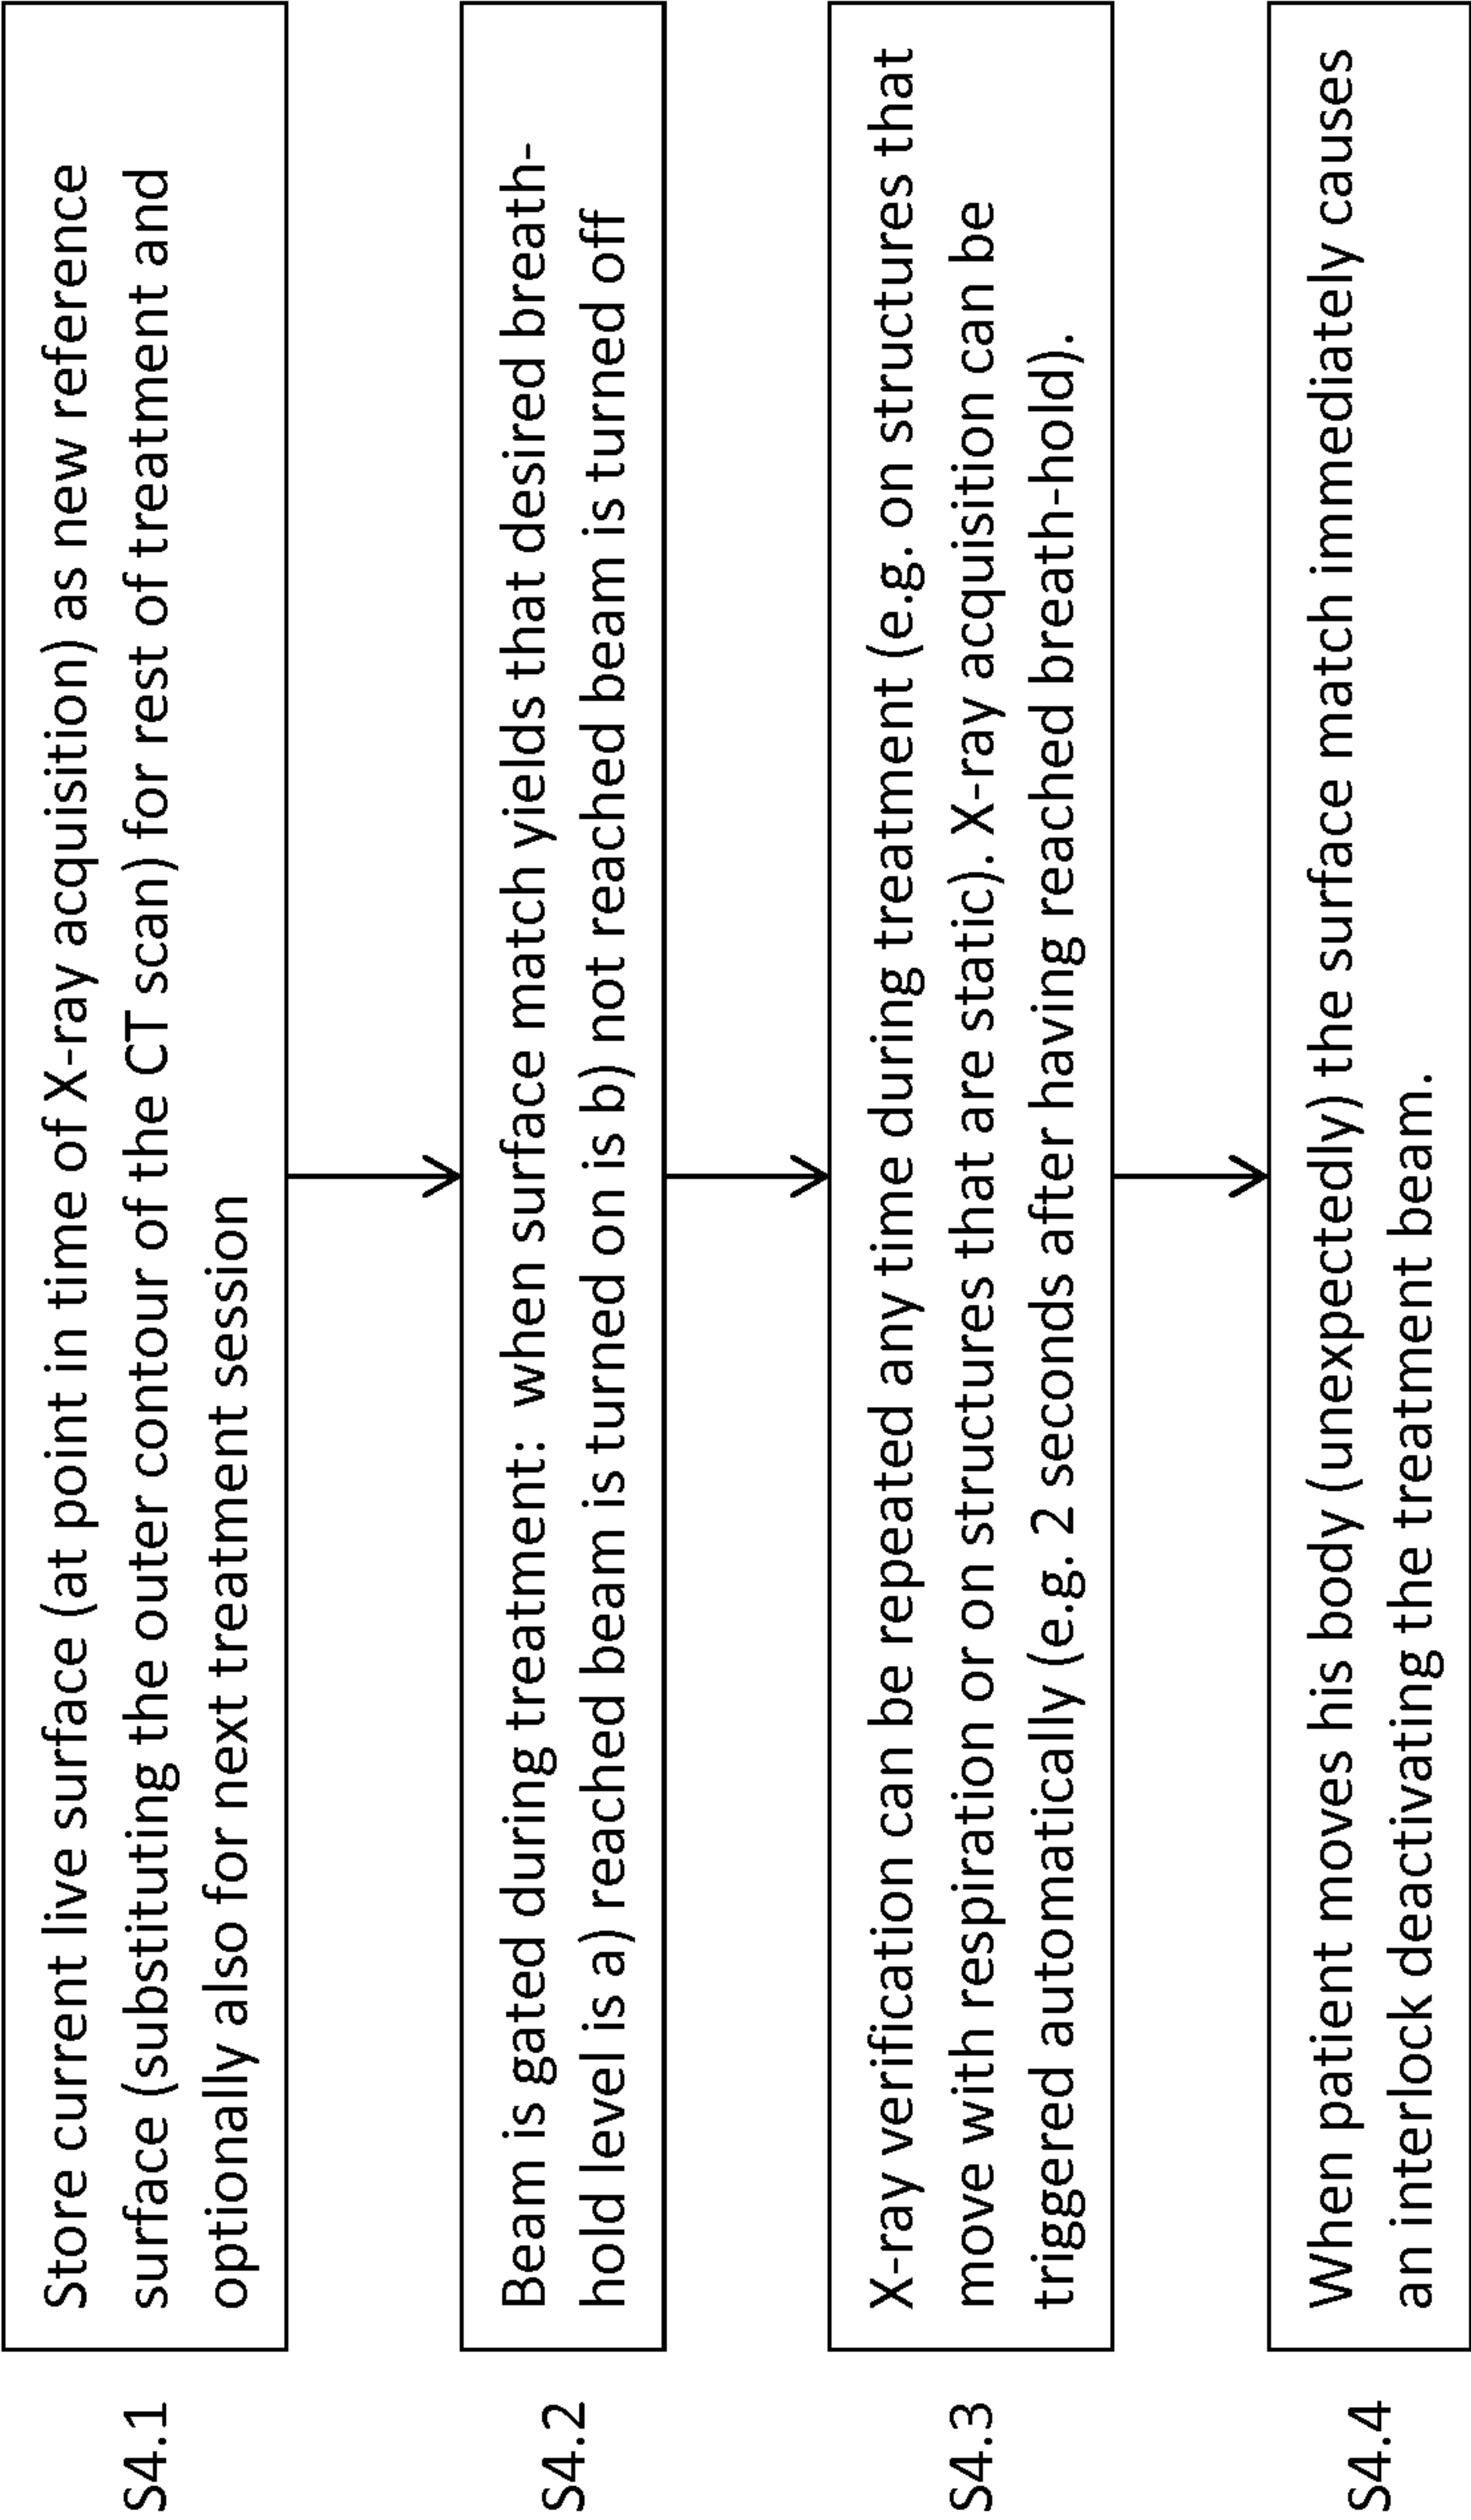 S4.1
Store current live surface (at point in time of X-ray acquisition) as new reference
surface (substituting the outer contour of the CT scan) for rest of treatment and
optionally also for next treatment session
S4.2
Beam is gated during treatment: when surface match yields that desired breath-
hold level is a) reached beam is turned on is b) not reached beam is turned off
S4.3
X-ray verification can be repeated any time during treatment (e.g. on structures that
move with respiration or on structures that are static). X-ray acquisition can be
triggered automatically (e.g. 2 seconds after having reached breath-hold).
S4.4
When patient moves his body (unexpectedly) the surface match immediately causes
an interlock deactivating the treatment beam.